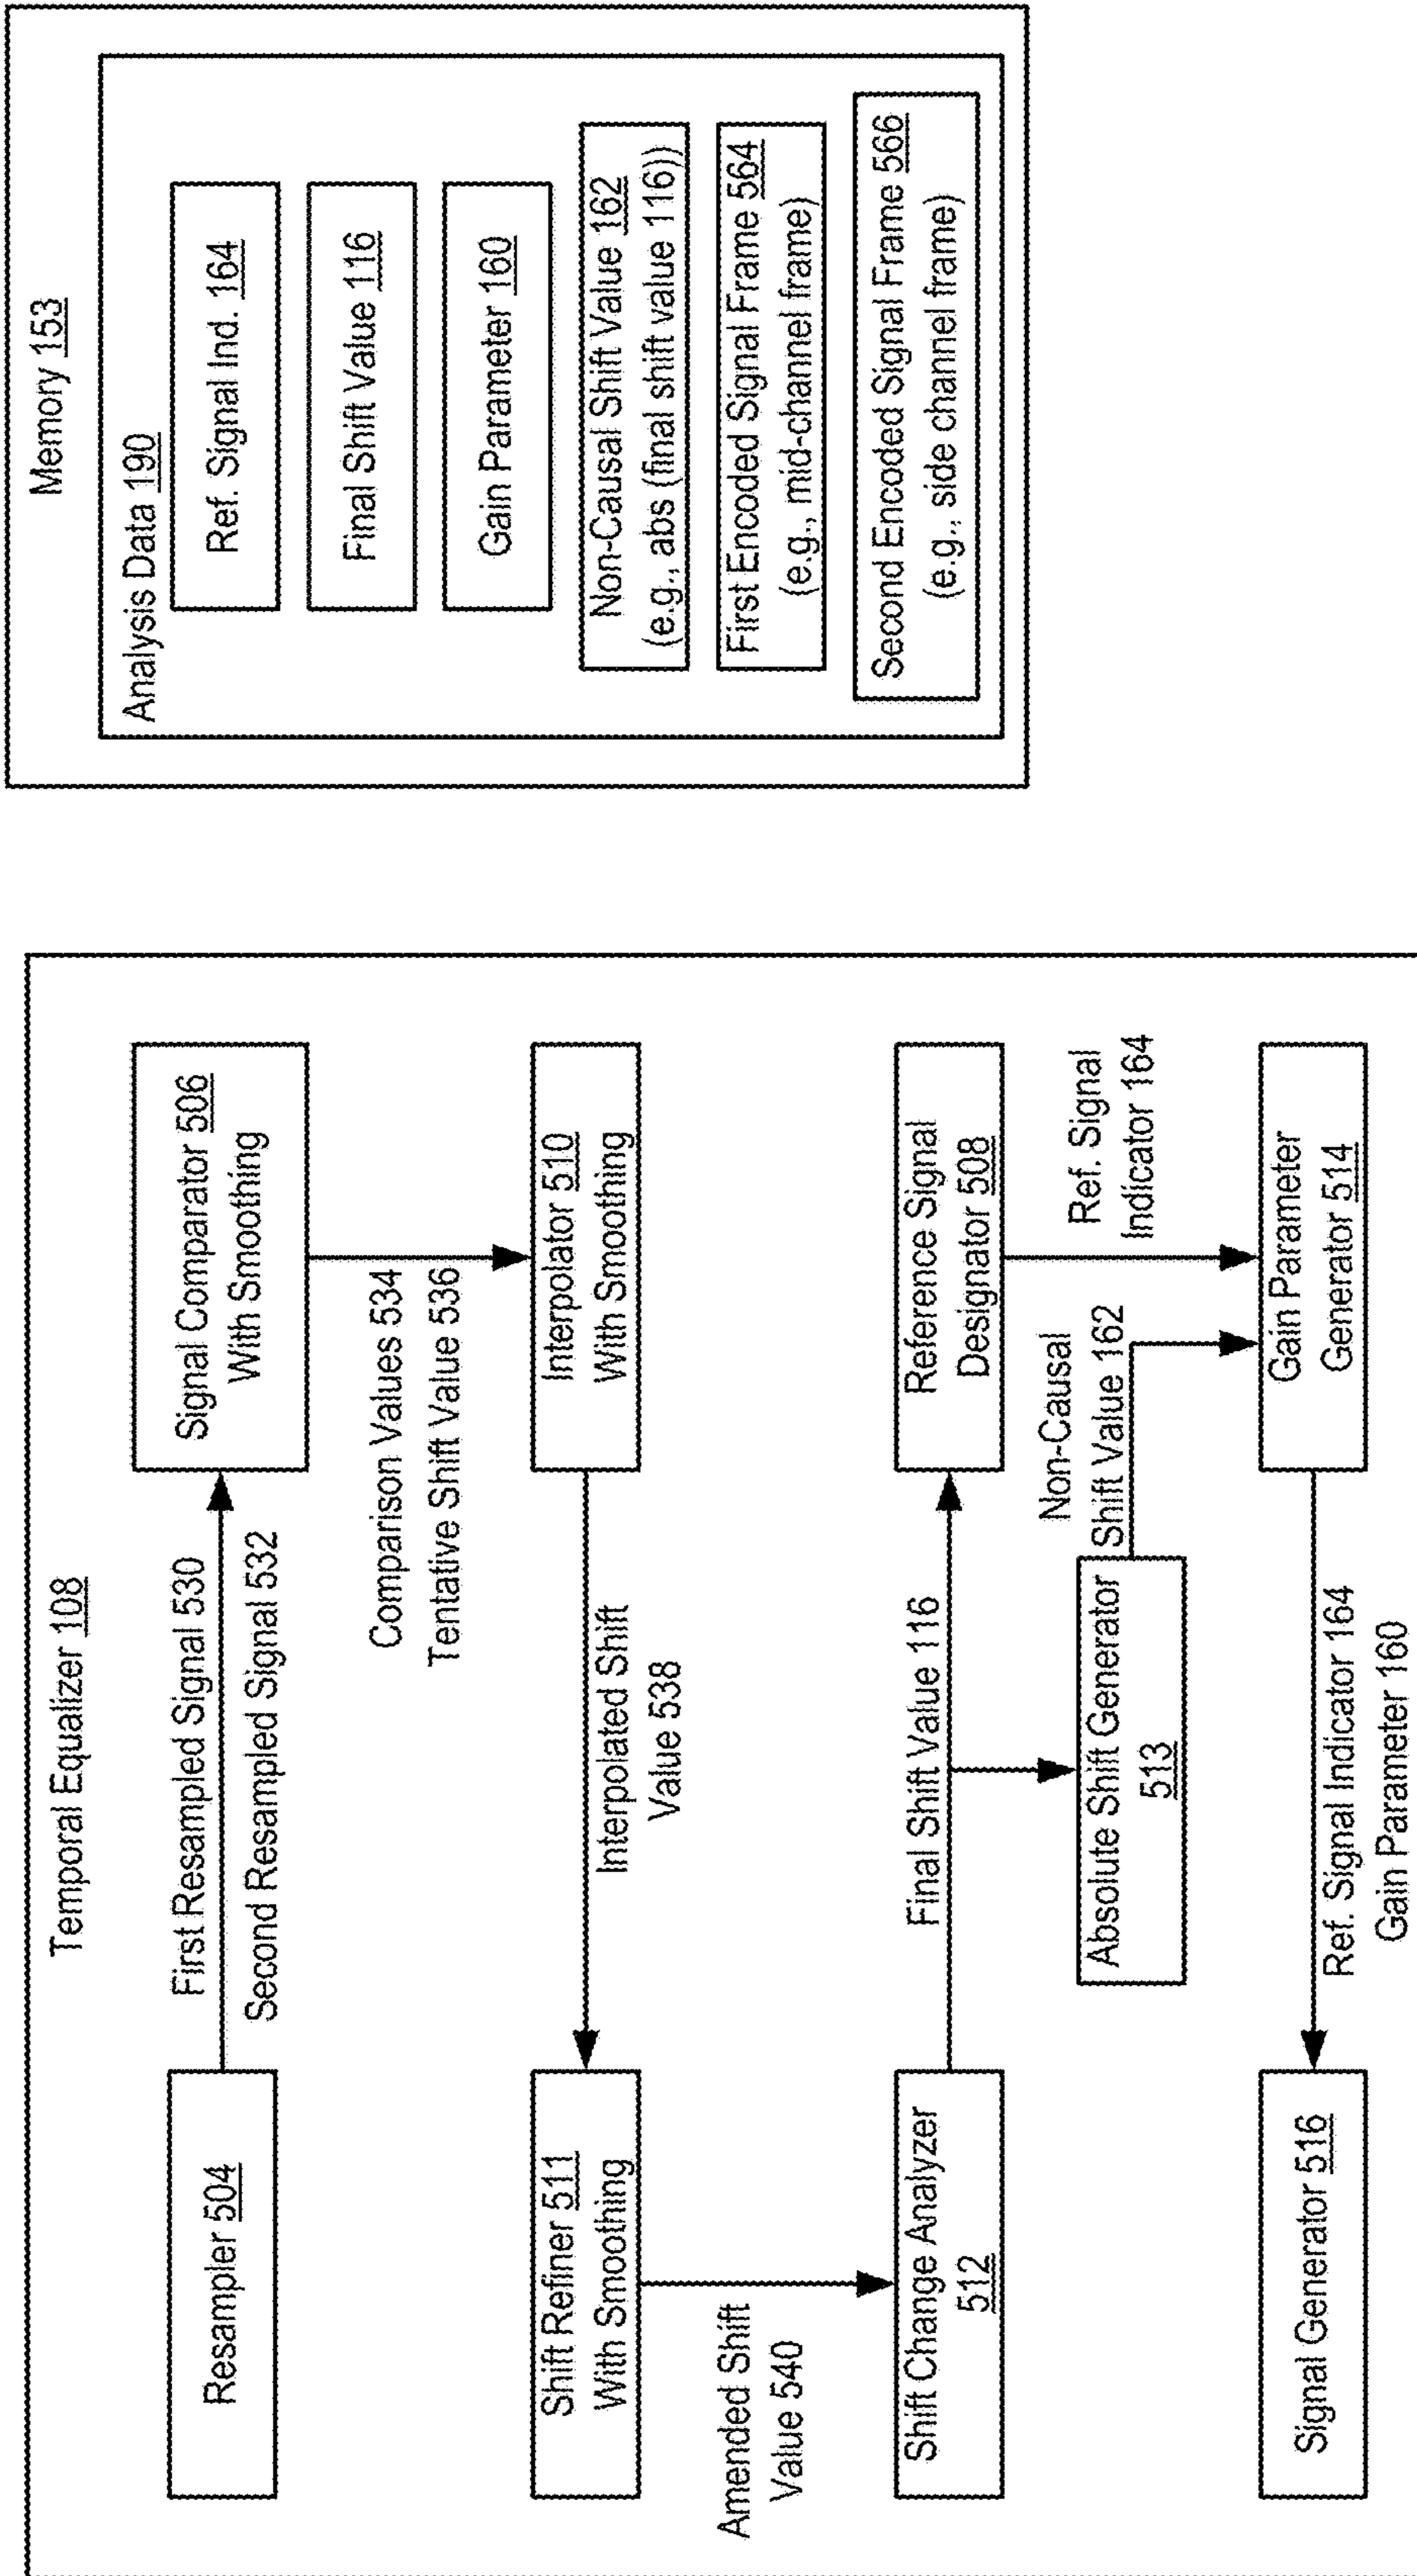 Temporal Equalizer 108
Resampler 504
First Resampled Signal 530
Second Resampled Signal 532
Signal Comparator 506
With Smoothing
Comparison Values 534
Tentative Shift Value 536
Shift Refiner 511
With Smoothing
Interpolated Shift
Value 538
Interpolator 510
With Smoothing
Amended Shift
Value 540
Shift Change Analyzer
512
Final Shift Value 116
Reference Signal
Designator 508
Absolute Shift Generator
513
Non-Causal
Shift Value 162
Ref. Signal
Indicator 164
Signal Generator 516
Ref. Signal Indicator 164
Gain Parameter 160
Gain Parameter
Generator 514
Memory 153
Analysis Data 190
Ref. Signal Ind. 164
Final Shift Value 116
Gain Parameter 160
Non-Causal Shift Value 162
(e.g., abs (final shift value 116))
First Encoded Signal Frame 564
(e.g., mid-channel frame)
Second Encoded Signal Frame 566
(e.g., side channel frame)